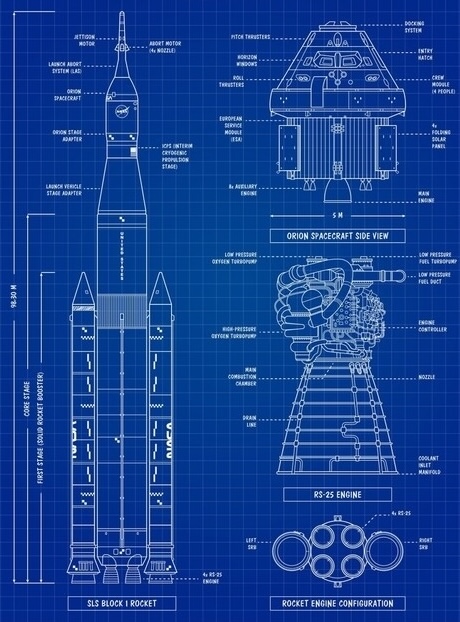 JETTISON
MOTOR
ABORT MOTOR
(4x NOZZLE)
LAUNCH ABORT
SYSTEM (LAS)
ORION
SPACECRAFT
NASA
ORION STAGE
ADAPTER
ICPS (INTERIM
CRYOGENIC
PROPULSION
STAGE)
LAUNCH VEHICLE
STAGE ADAPTER
UNITED STATES
98.30 M
CORE STAGE
FIRST STAGE (SOLID ROCKET BOOSTER)
NASA
NASA
4x RS-25
ENGINE
SLS BLOCK 1 ROCKET
DOCKING
SYSTEM
PITCH THRUSTERS
HORIZON
WINDOWS
ENTRY
HATCH
ROLL
THRUSTERS
CREW
MODULE
(4 PEOPLE)
EUROPEAN
SERVICE
MODULE
(ESA)
4x
FOLDING
SOLAR
PANEL
8x AUXILIARY
ENGINE
MAIN
ENGINE
5 M
ORION SPACECRAFT SIDE VIEW
LOW PRESSURE
OXYGEN TURBOPUMP
LOW PRESSURE
FUEL TURBOPUMP
LOW PRESSURE
FUEL DUCT
HIGH-PRESSURE
OXYGEN TURBOPUMP
ENGINE
CONTROLLER
MAIN
COMBUSTION
CHAMBER
NOZZLE
DRAIN
LINE
COOLANT
INLET
MANIFOLD
RS-25 ENGINE
4x RS-25
LEFT
SRB
RIGHT
SRB
ROCKET ENGINE CONFIGURATION